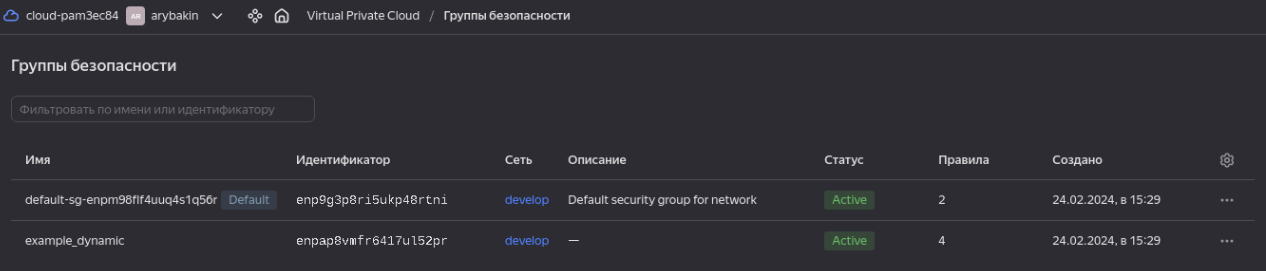 cloud-pam3ec84 AR arybakin Virtual Private Cloud / Группы безопасности
Группы безопасности
Фильтровать по имени или идентификатору
Имя Идентификатор Сеть Описание Статус Правила Создано
default-sg-enpm98flf4uuq4s1q56r Default enp9g3p8ri5ukp48rtni develop Default security group for network Active 2 24.02.2024, в 15:29
example_dynamic enpap8vmfr6417ul52pr develop — Active 4 24.02.2024, в 15:29